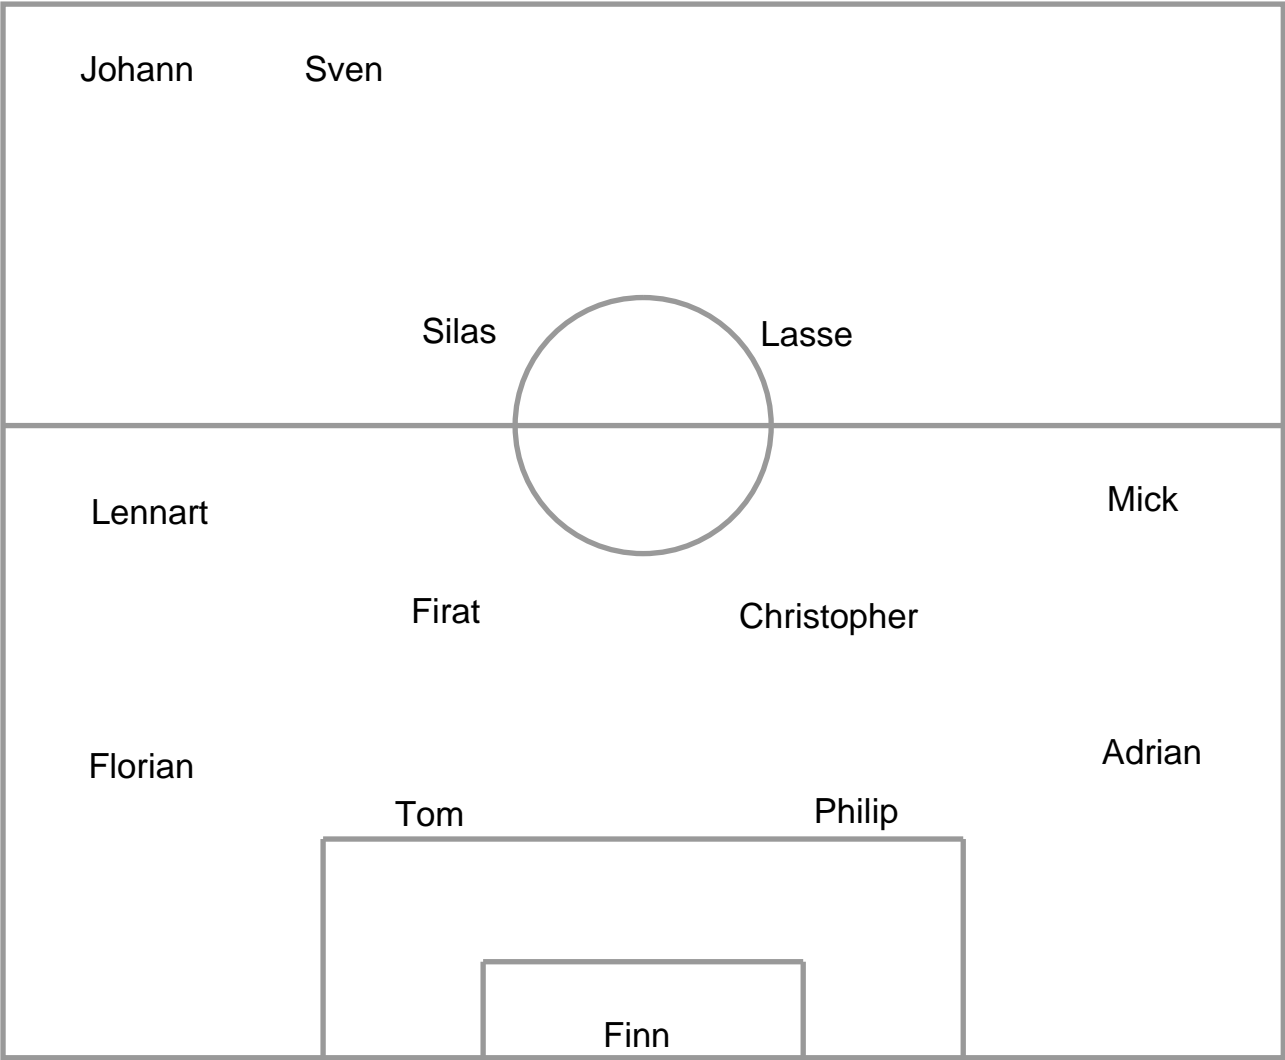 Johann Sven
Silas Lasse
Lennart Mick
Firat Christopher
Florian Adrian
Tom Philip
Finn